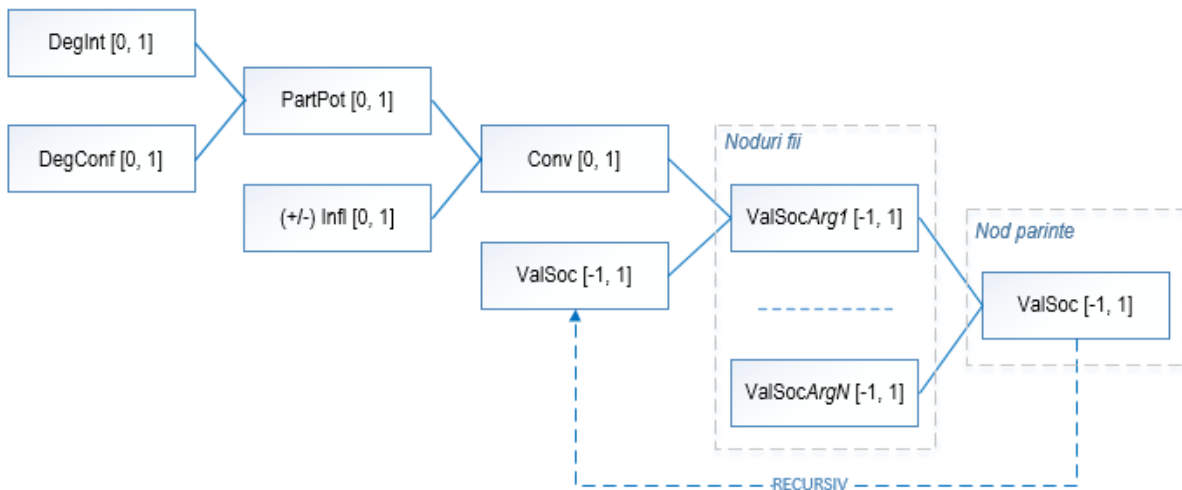 DegInt [0, 1]
DegConf [0, 1]
PartPot [0, 1]
(+/-) Infl [0, 1]
Conv [0, 1]
ValSoc [-1, 1]
Noduri fii
ValSocArg1 [-1, 1]
ValSocArgN [-1, 1]
Nod parinte
ValSoc [-1, 1]
RECURSIV